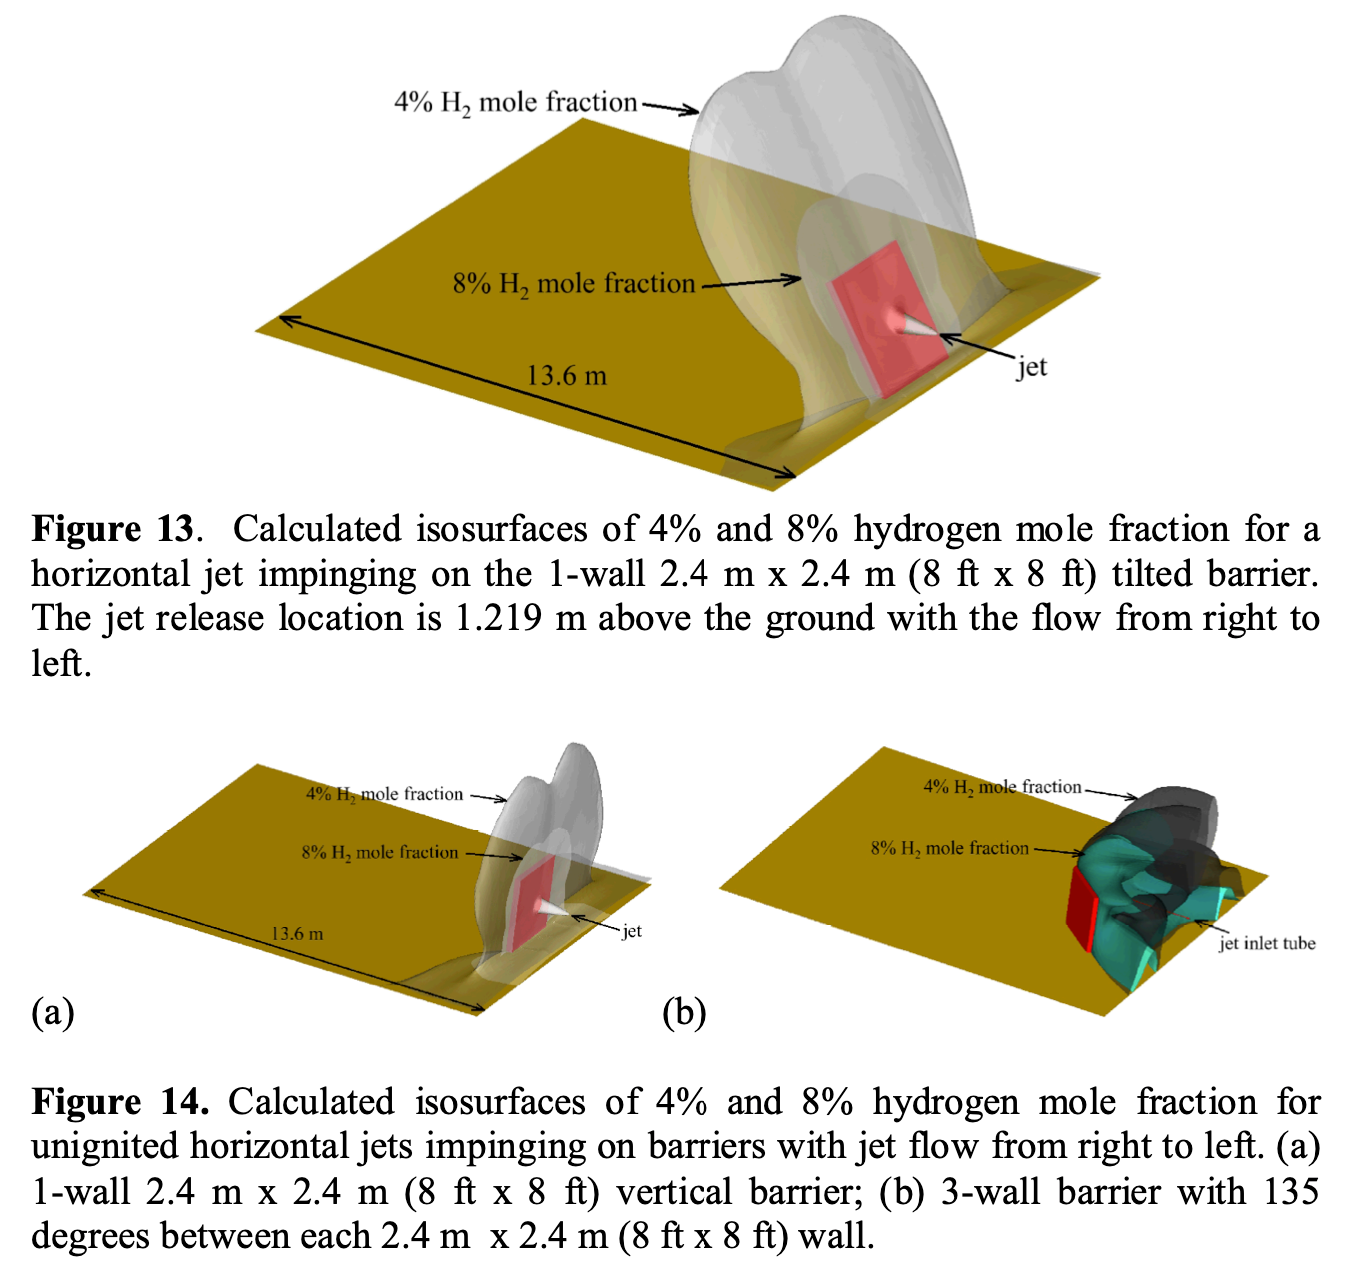 4% H2 mole fraction
8% H2 mole fraction
13.6 m
jet
Figure 13.  Calculated isosurfaces of 4% and 8% hydrogen mole fraction for a
horizontal jet impinging on the 1-wall 2.4 m x 2.4 m (8 ft x 8 ft) tilted barrier.
The jet release location is 1.219 m above the ground with the flow from right to
left.
4% H2 mole fraction
8% H2 mole fraction
13.6 m
jet
(a)
4% H2 mole fraction
8% H2 mole fraction
jet inlet tube
(b)
Figure 14. Calculated isosurfaces of 4% and 8% hydrogen mole fraction for
unignited horizontal jets impinging on barriers with jet flow from right to left. (a)
1-wall 2.4 m x 2.4 m (8 ft x 8 ft) vertical barrier; (b) 3-wall barrier with 135
degrees between each 2.4 m  x 2.4 m (8 ft x 8 ft) wall.